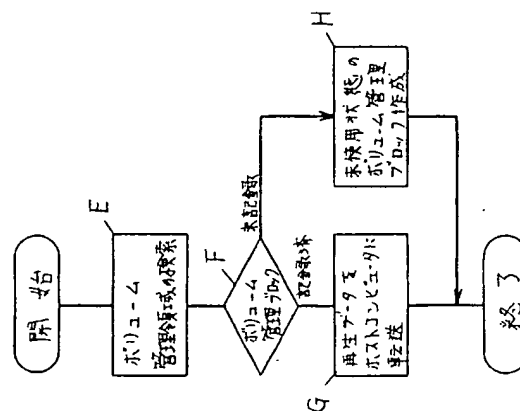 開始
E
ボリューム
管理領域の検索
F
ボリューム
管理ブロック
未記録
記録済
G
再生データを
ホストコンピュータに
転送
H
未使用状態の
ボリューム管理
ブロック作成
終了